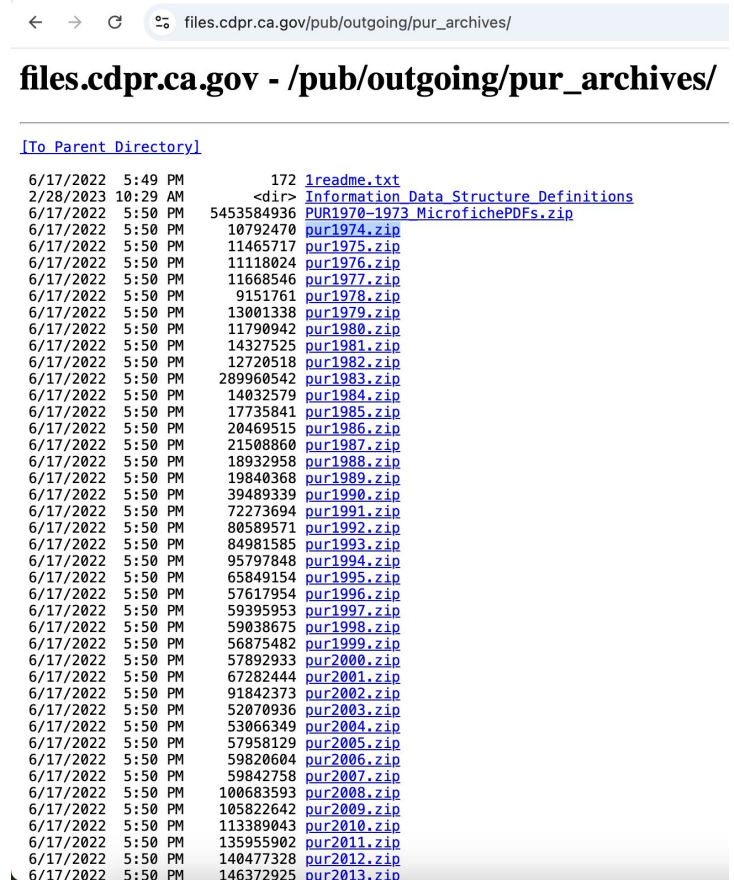 files.cdpr.ca.gov/pub/outgoing/pur_archives/
files.cdpr.ca.gov - /pub/outgoing/pur_archives/
[To Parent Directory]
6/17/2022 5:49 PM 172 1readme.txt
2/28/2023 10:29 AM <dir> Information_Data_Structure_Definitions
6/17/2022 5:50 PM 5453584936 PUR1970-1973_MicrofichePDFs.zip
6/17/2022 5:50 PM 10792470 pur1974.zip
6/17/2022 5:50 PM 11465717 pur1975.zip
6/17/2022 5:50 PM 11118024 pur1976.zip
6/17/2022 5:50 PM 11668546 pur1977.zip
6/17/2022 5:50 PM 9151761 pur1978.zip
6/17/2022 5:50 PM 13001338 pur1979.zip
6/17/2022 5:50 PM 11790942 pur1980.zip
6/17/2022 5:50 PM 14327525 pur1981.zip
6/17/2022 5:50 PM 12720518 pur1982.zip
6/17/2022 5:50 PM 289960542 pur1983.zip
6/17/2022 5:50 PM 14032579 pur1984.zip
6/17/2022 5:50 PM 17735841 pur1985.zip
6/17/2022 5:50 PM 20469515 pur1986.zip
6/17/2022 5:50 PM 21508860 pur1987.zip
6/17/2022 5:50 PM 18932958 pur1988.zip
6/17/2022 5:50 PM 19840368 pur1989.zip
6/17/2022 5:50 PM 39489339 pur1990.zip
6/17/2022 5:50 PM 72273694 pur1991.zip
6/17/2022 5:50 PM 80589571 pur1992.zip
6/17/2022 5:50 PM 84981585 pur1993.zip
6/17/2022 5:50 PM 95797848 pur1994.zip
6/17/2022 5:50 PM 65849154 pur1995.zip
6/17/2022 5:50 PM 57617954 pur1996.zip
6/17/2022 5:50 PM 59395953 pur1997.zip
6/17/2022 5:50 PM 59038675 pur1998.zip
6/17/2022 5:50 PM 56875482 pur1999.zip
6/17/2022 5:50 PM 57892933 pur2000.zip
6/17/2022 5:50 PM 67282444 pur2001.zip
6/17/2022 5:50 PM 91842373 pur2002.zip
6/17/2022 5:50 PM 52070936 pur2003.zip
6/17/2022 5:50 PM 53066349 pur2004.zip
6/17/2022 5:50 PM 57958129 pur2005.zip
6/17/2022 5:50 PM 59820604 pur2006.zip
6/17/2022 5:50 PM 59842758 pur2007.zip
6/17/2022 5:50 PM 100683593 pur2008.zip
6/17/2022 5:50 PM 105822642 pur2009.zip
6/17/2022 5:50 PM 113389043 pur2010.zip
6/17/2022 5:50 PM 135955902 pur2011.zip
6/17/2022 5:50 PM 140477328 pur2012.zip
6/17/2022 5:50 PM 146372925 pur2013.zip